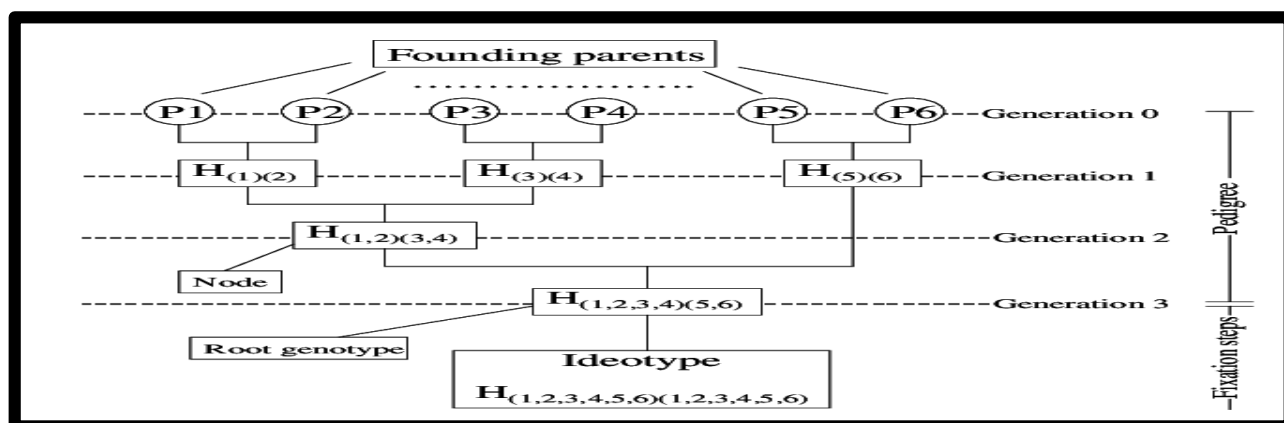 Founding parents
P1 P2 P3 P4 P5 P6 Generation 0
H(1)(2) H(3)(4) H(5)(6) Generation 1
H(1,2)(3,4) Generation 2
Node
H(1,2,3,4)(5,6) Generation 3
Root genotype
Ideotype
H(1,2,3,4,5,6)(1,2,3,4,5,6)
Pedigree
Fixation steps